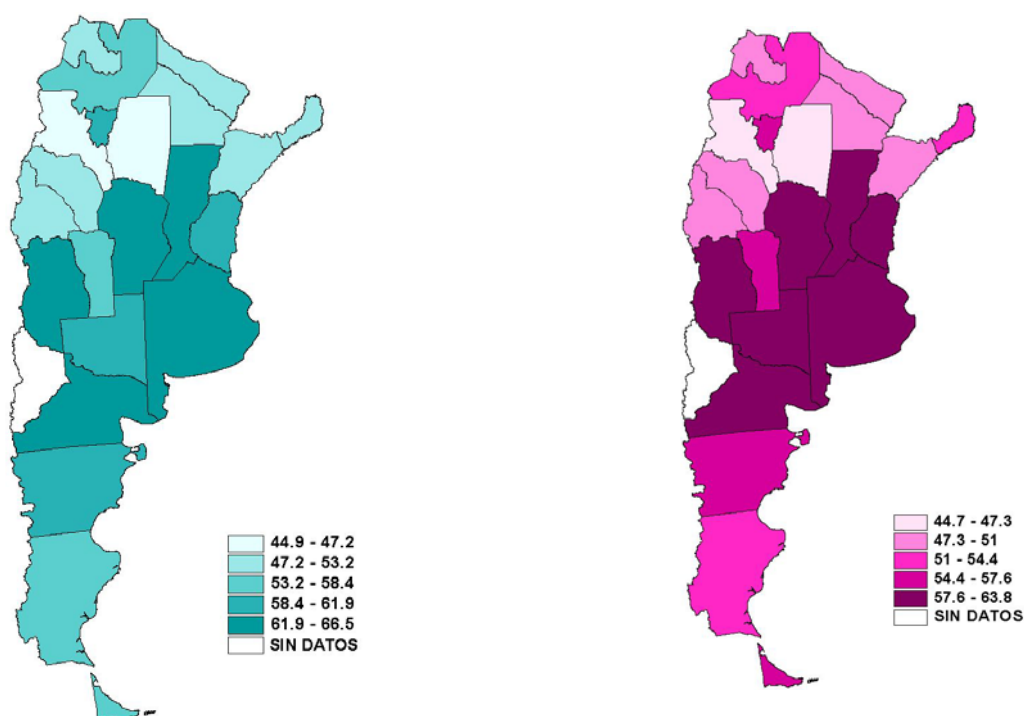 44.9 - 47.2
47.2 - 53.2
53.2 - 58.4
58.4 - 61.9
61.9 - 66.5
SIN DATOS
44.7 - 47.3
47.3 - 51
51 - 54.4
54.4 - 57.6
57.6 - 63.8
SIN DATOS